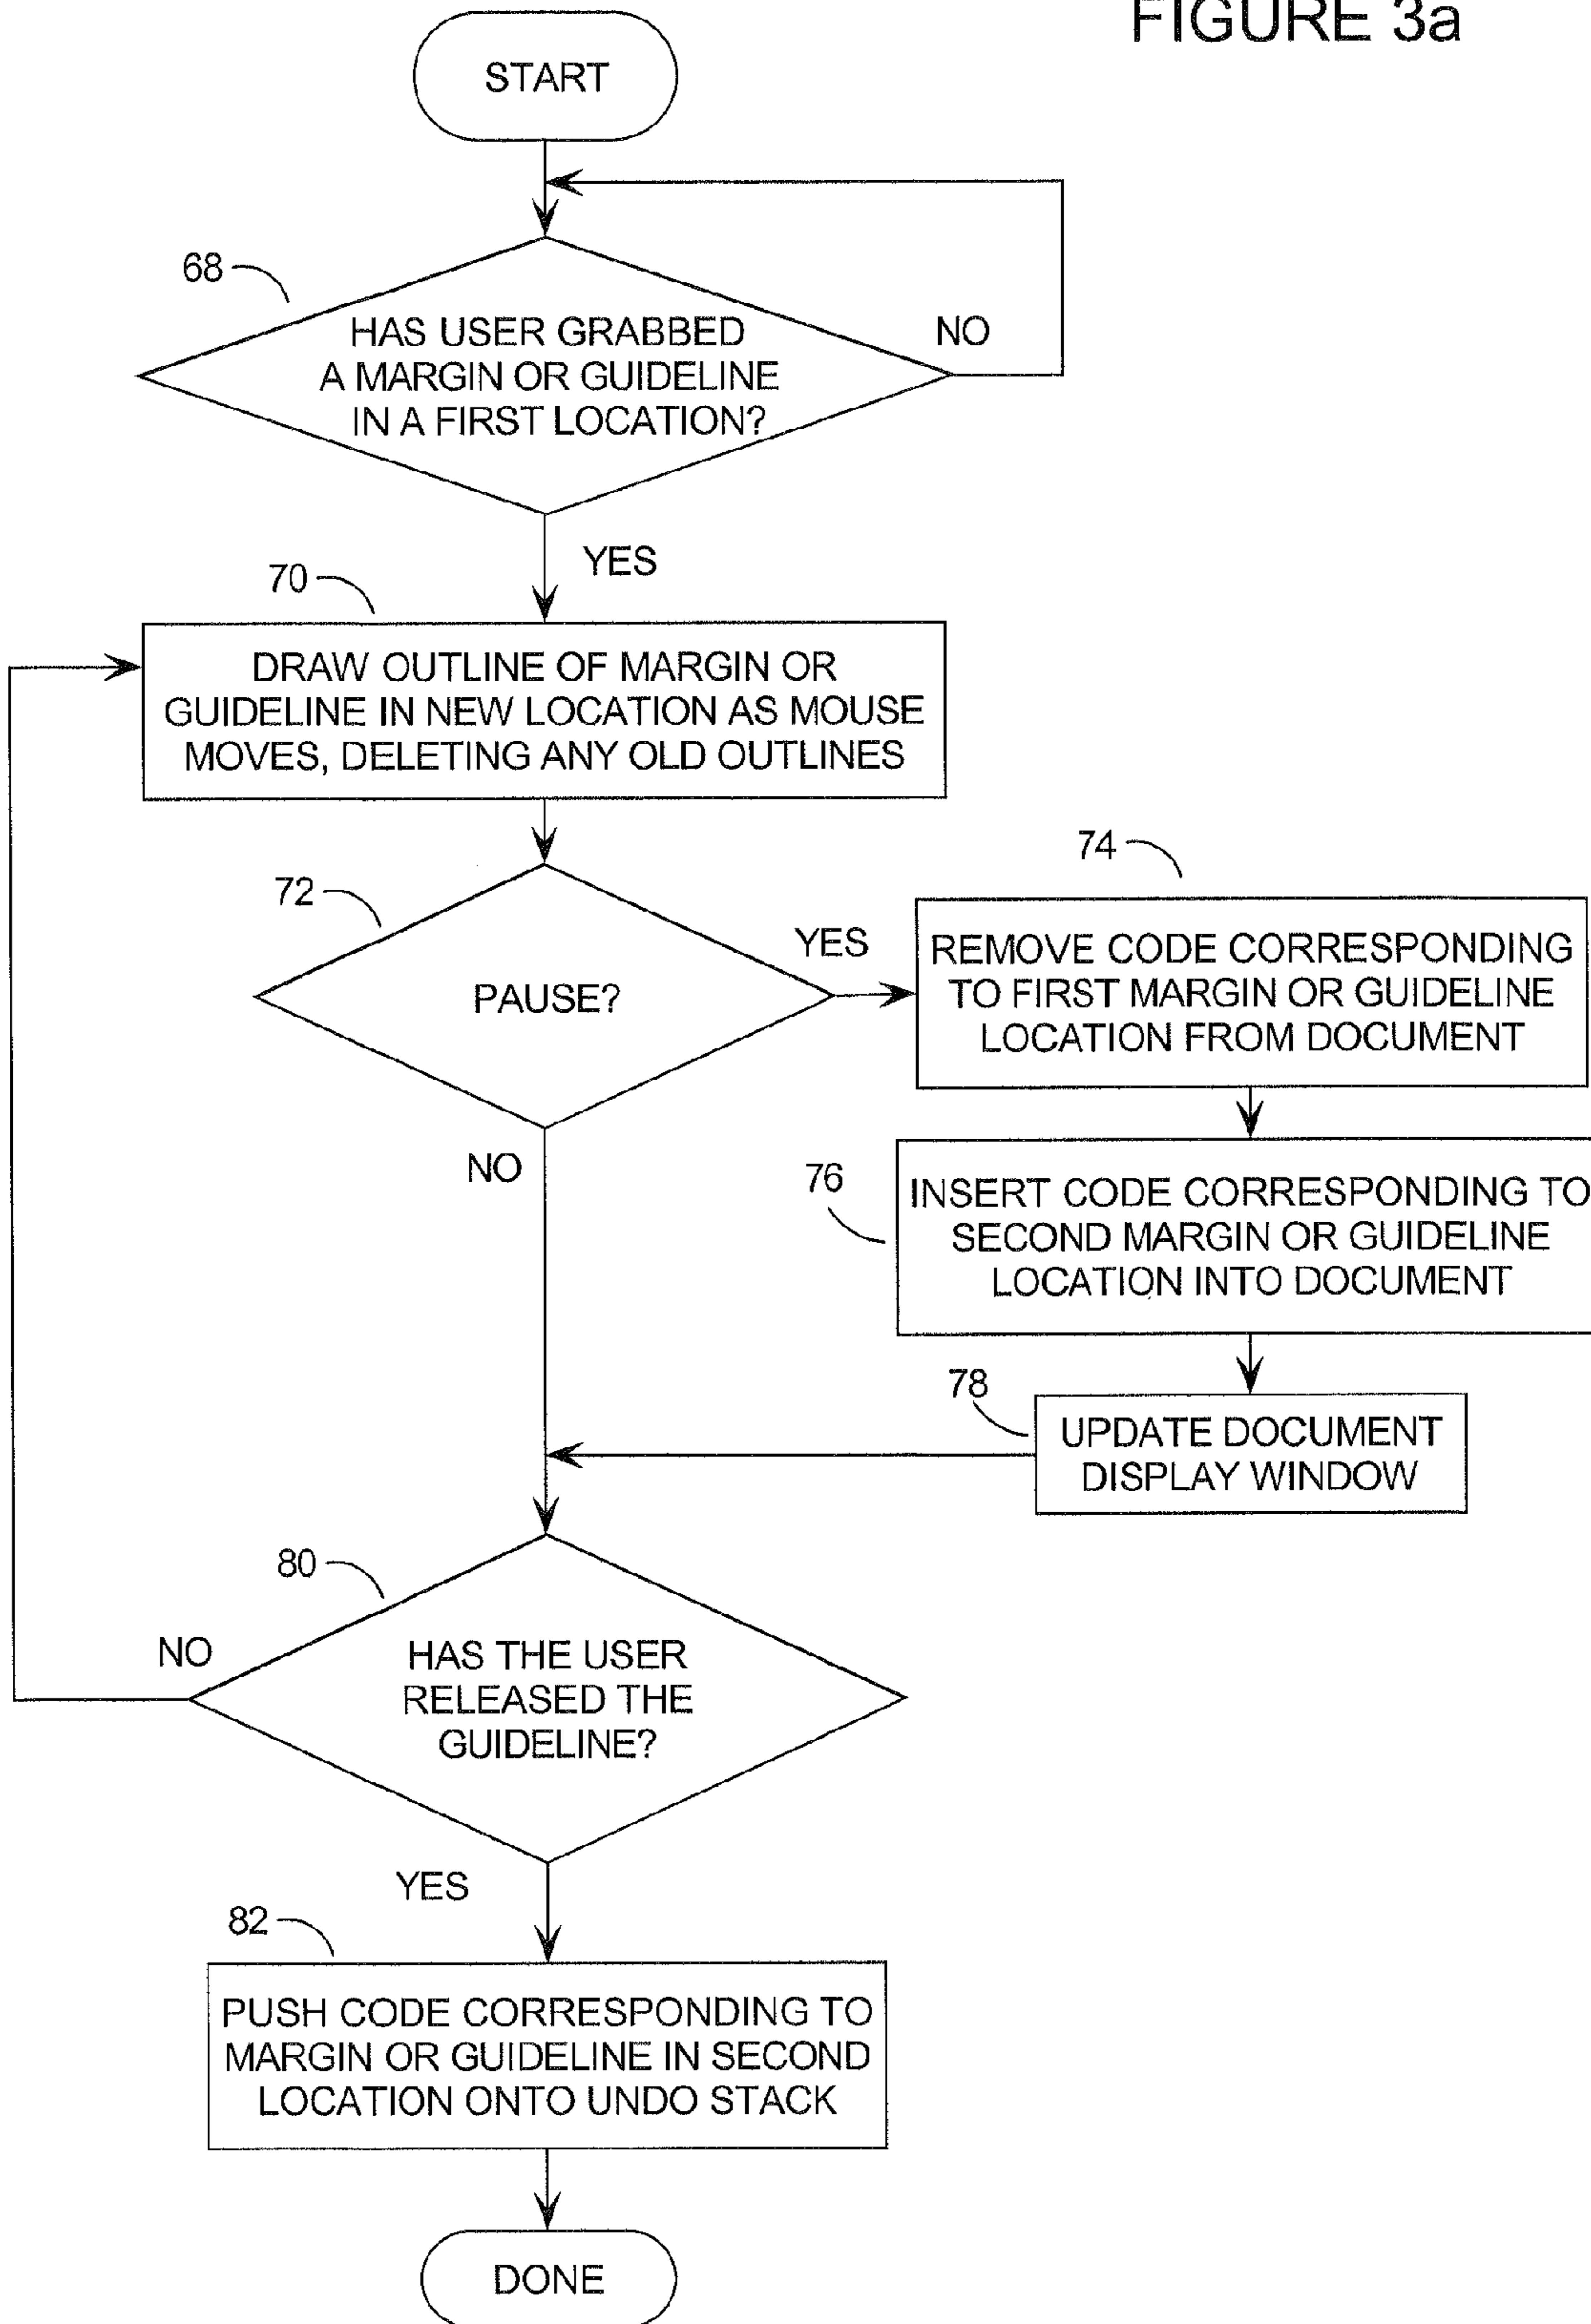 FIGURE 3a
START
68
HAS USER GRABBED
A MARGIN OR GUIDELINE
IN A FIRST LOCATION?
NO
YES
70
DRAW OUTLINE OF MARGIN OR
GUIDELINE IN NEW LOCATION AS MOUSE
MOVES, DELETING ANY OLD OUTLINES
72
PAUSE?
YES
NO
74
REMOVE CODE CORRESPONDING
TO FIRST MARGIN OR GUIDELINE
LOCATION FROM DOCUMENT
76
INSERT CODE CORRESPONDING TO
SECOND MARGIN OR GUIDELINE
LOCATION INTO DOCUMENT
78
UPDATE DOCUMENT
DISPLAY WINDOW
80
HAS THE USER
RELEASED THE
GUIDELINE?
NO
YES
82
PUSH CODE CORRESPONDING TO
MARGIN OR GUIDELINE IN SECOND
LOCATION ONTO UNDO STACK
DONE